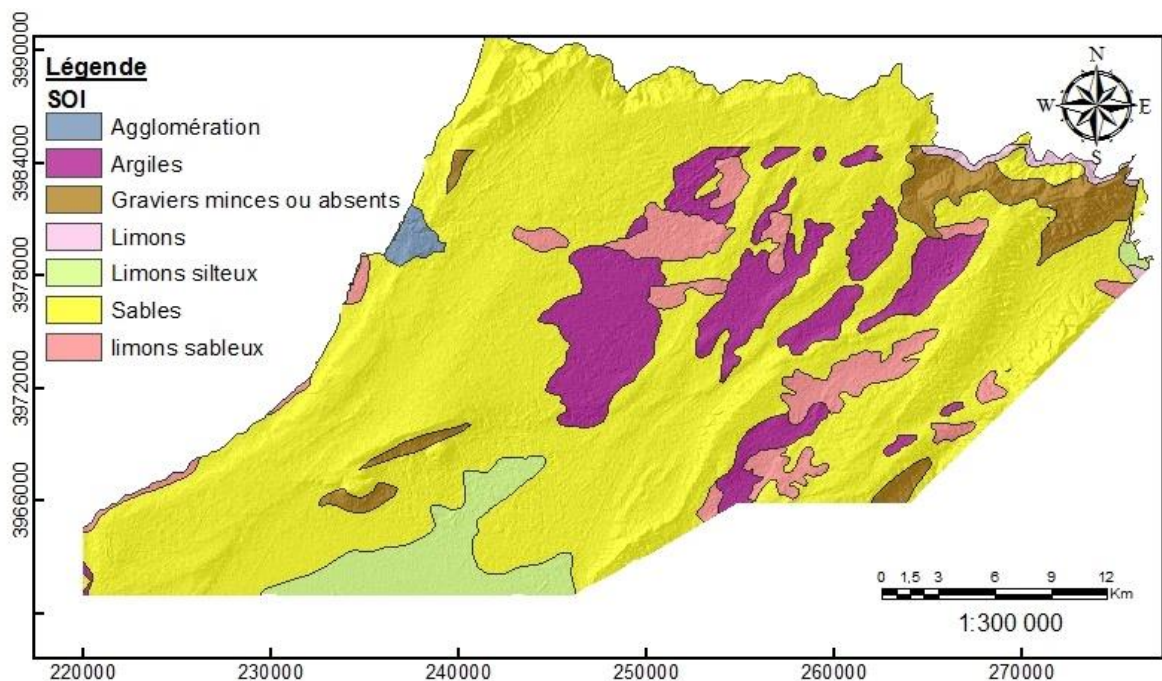 Légende
SOI
Agglomération
Argiles
Graviers minces ou absents
Limons
Limons silteux
Sables
limons sableux
N
W E
S
3990000
3984000
3978000
3972000
3966000
3960000
0 1,5 3 6 9 12
Km
1:300 000
220000 230000 240000 250000 260000 270000